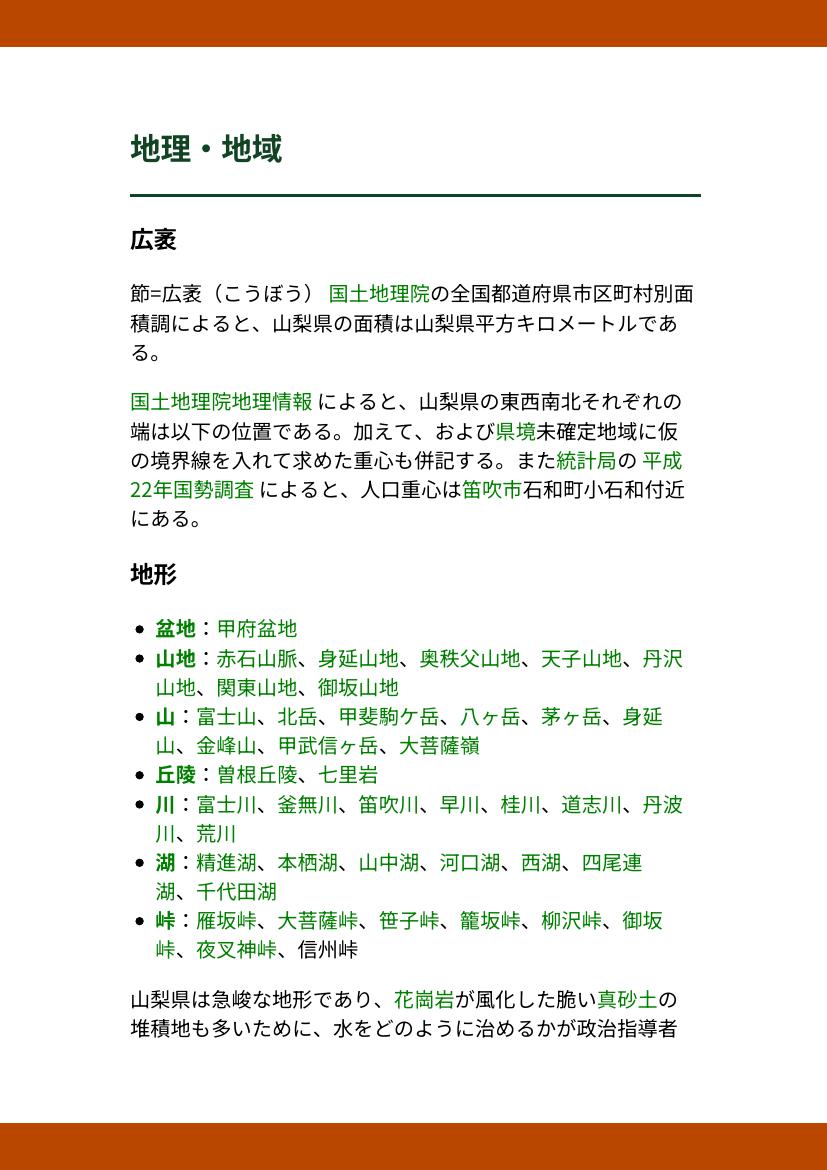 地理・地域
広袤
節=広袤（こうぼう） 国土地理院の全国都道府県市区町村別面
積調によると、山梨県の面積は山梨県平方キロメートルであ
る。
国土地理院地理情報 によると、山梨県の東西南北それぞれの
端は以下の位置である。加えて、および県境未確定地域に仮
の境界線を入れて求めた重心も併記する。また統計局の 平成
22年国勢調査 によると、人口重心は笛吹市石和町小石和付近
にある。
地形
• 盆地：甲府盆地
• 山地：赤石山脈、身延山地、奥秩父山地、天子山地、丹沢
山地、関東山地、御坂山地
• 山：富士山、北岳、甲斐駒ケ岳、八ヶ岳、茅ヶ岳、身延
山、金峰山、甲武信ヶ岳、大菩薩嶺
• 丘陵：曽根丘陵、七里岩
• 川：富士川、釜無川、笛吹川、早川、桂川、道志川、丹波
川、荒川
• 湖：精進湖、本栖湖、山中湖、河口湖、西湖、四尾連
湖、千代田湖
• 峠：雁坂峠、大菩薩峠、笹子峠、籠坂峠、柳沢峠、御坂
峠、夜叉神峠、信州峠
山梨県は急峻な地形であり、花崗岩が風化した脆い真砂土の
堆積地も多いために、水をどのように治めるかが政治指導者